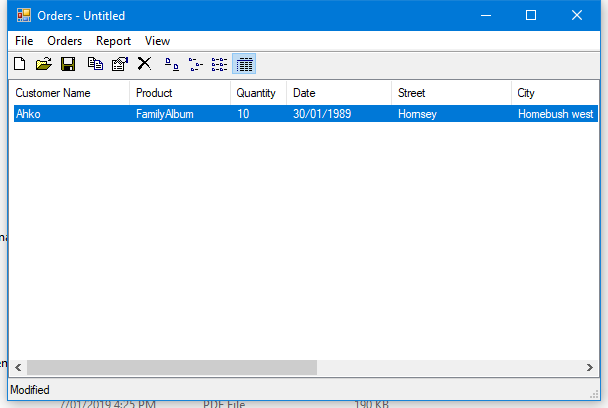 Orders - Untitled
File Orders Report View
Customer Name Product Quantity Date Street City
Ahko FamilyAlbum 10 30/01/1989 Hornsey Homebush west
Modified
7/01/2019 4:25 PM PDF File 190 KB